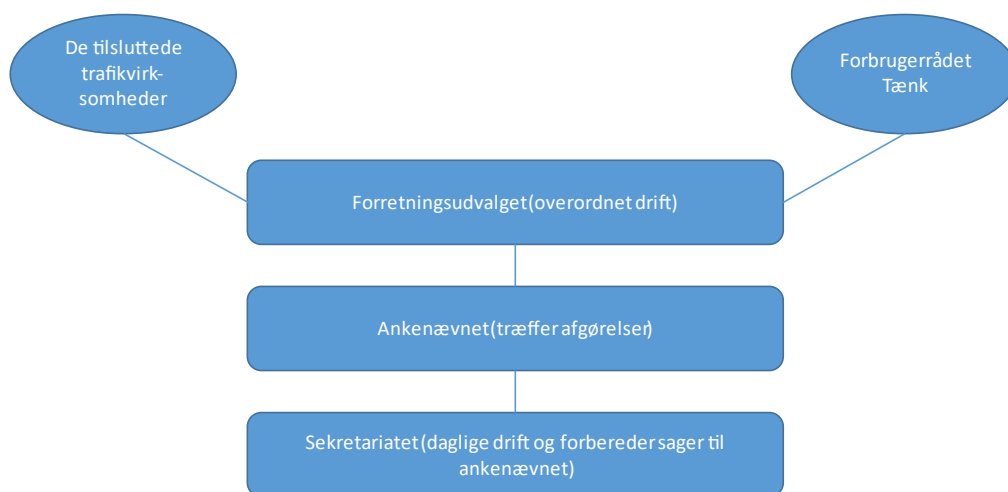 De tilsluttede
trafikvirk-
somheder
Forbrugerrådet
Tænk
Forretningsudvalget (overordnet drift)
Ankenævnet (træffer afgørelser)
Sekretariatet (daglige drift og forbereder sager til
ankenævnet)